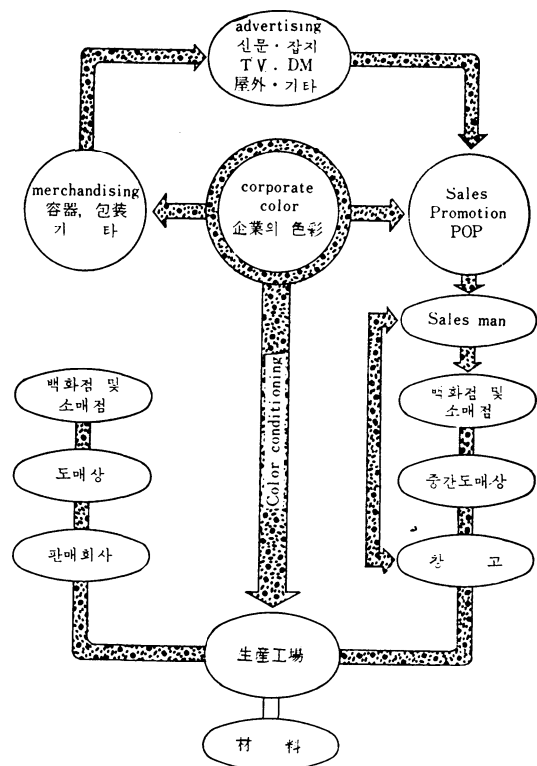 advertising
신문·잡지
TV. DM
屋外·기타
merchandising
容器, 包装
기 타
corporate
color
企業의 色彩
Sales
Promotion
POP
Sales man
Color conditioning
백화점 및
소매점
백화점 및
소매점
도매상
중간도매상
판매회사
창 고
生産工場
材 料